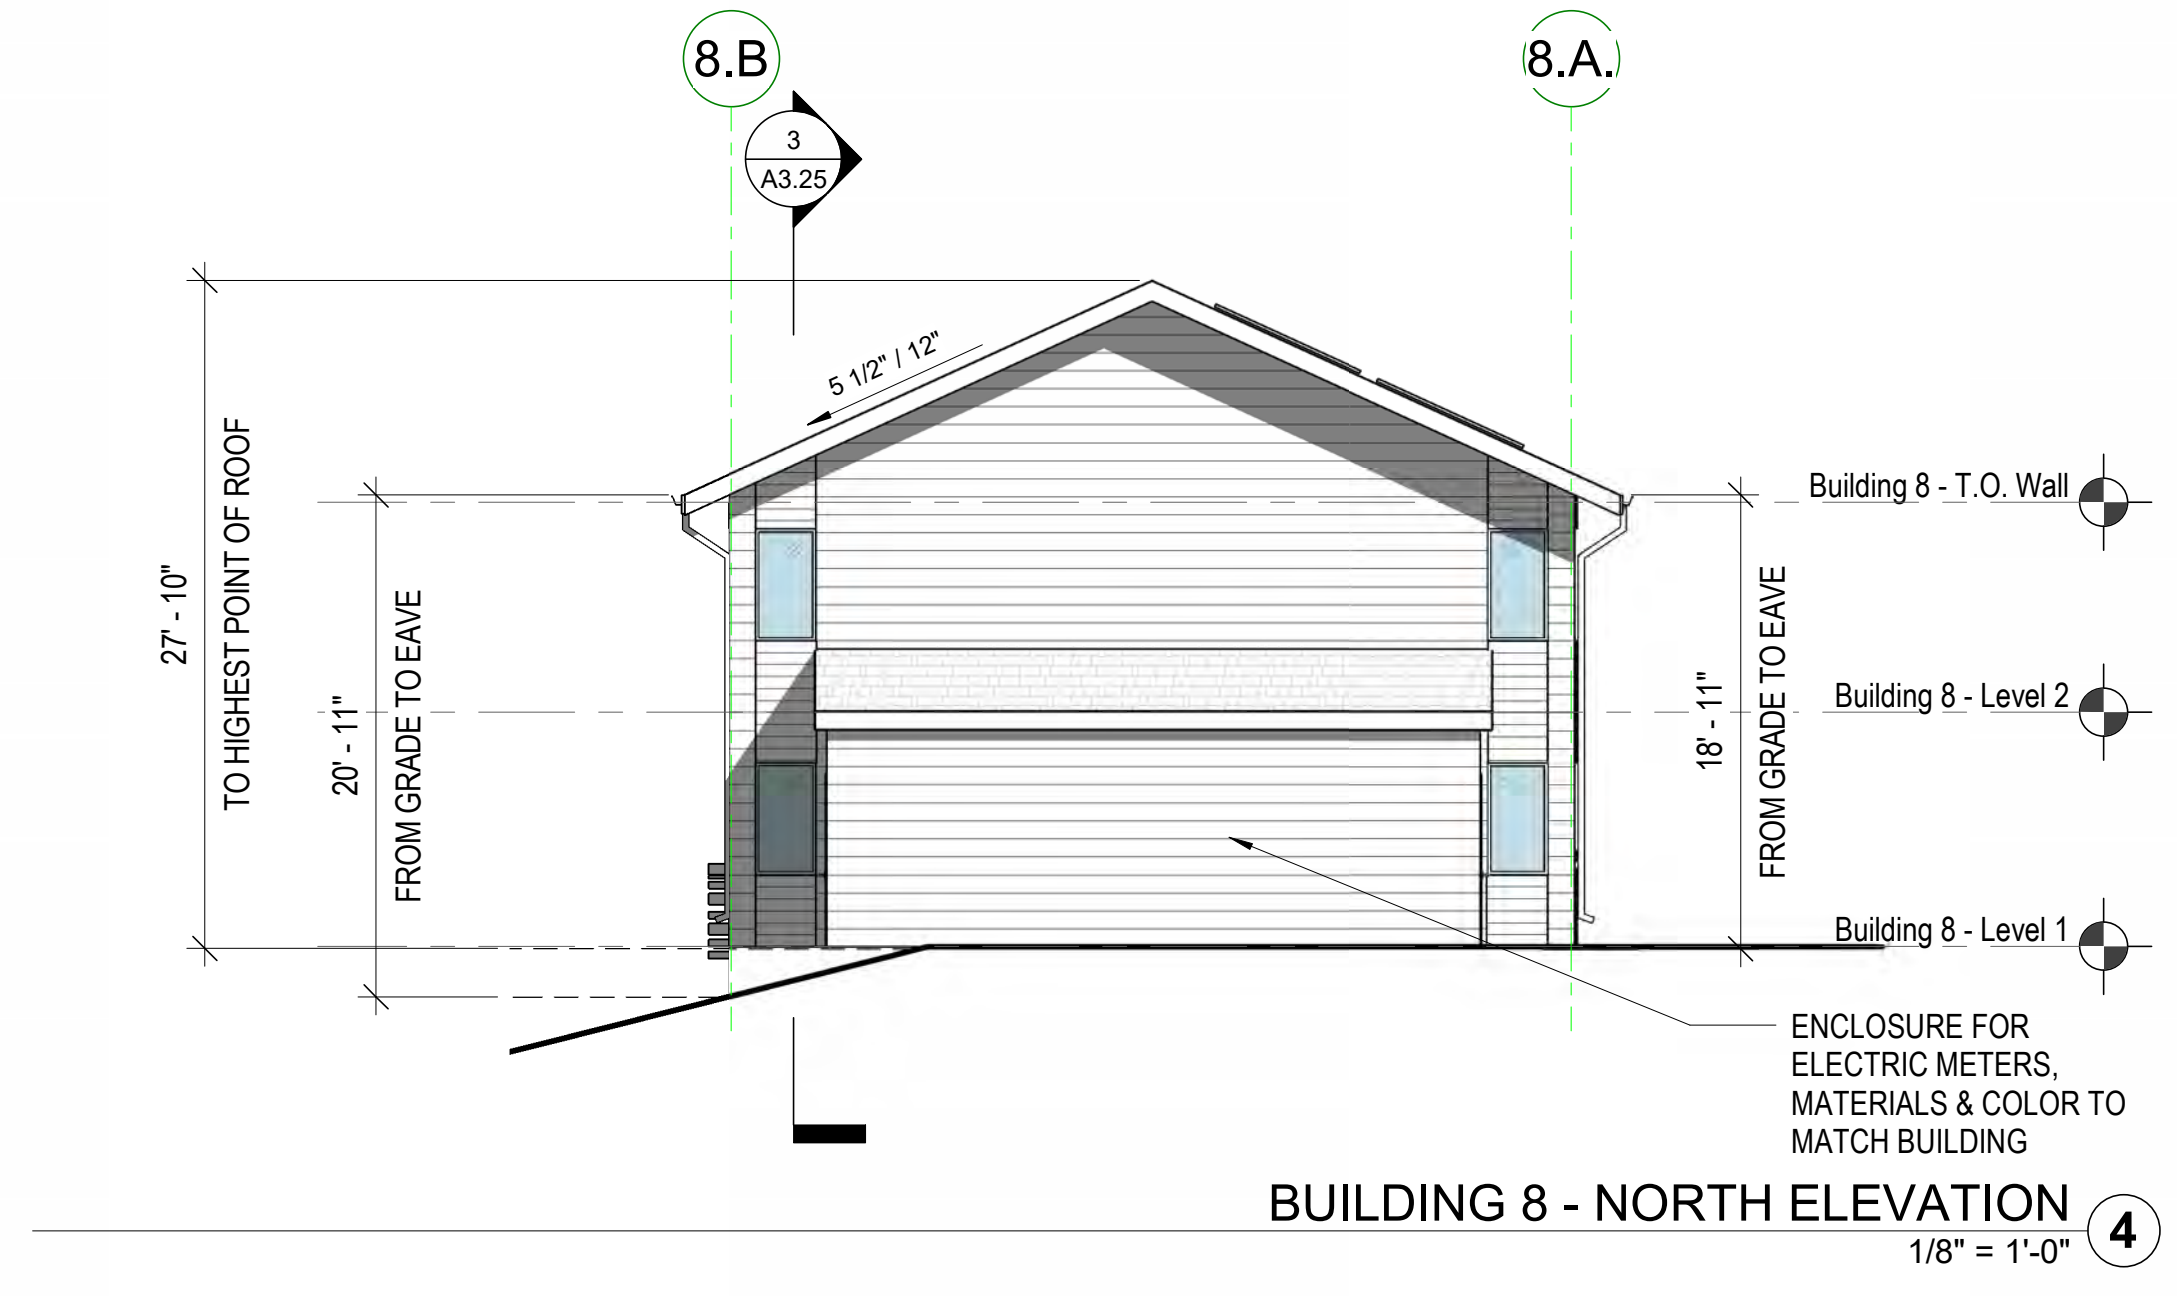 8.B
8.A.
3
A3.25
5 1/2" / 12"
27' - 10"
TO HIGHEST POINT OF ROOF
20' - 11"
FROM GRADE TO EAVE
18' - 11"
FROM GRADE TO EAVE
Building 8 - T.O. Wall
Building 8 - Level 2
Building 8 - Level 1
ENCLOSURE FOR
ELECTRIC METERS,
MATERIALS & COLOR TO
MATCH BUILDING
BUILDING 8 - NORTH ELEVATION
1/8" = 1'-0"
4